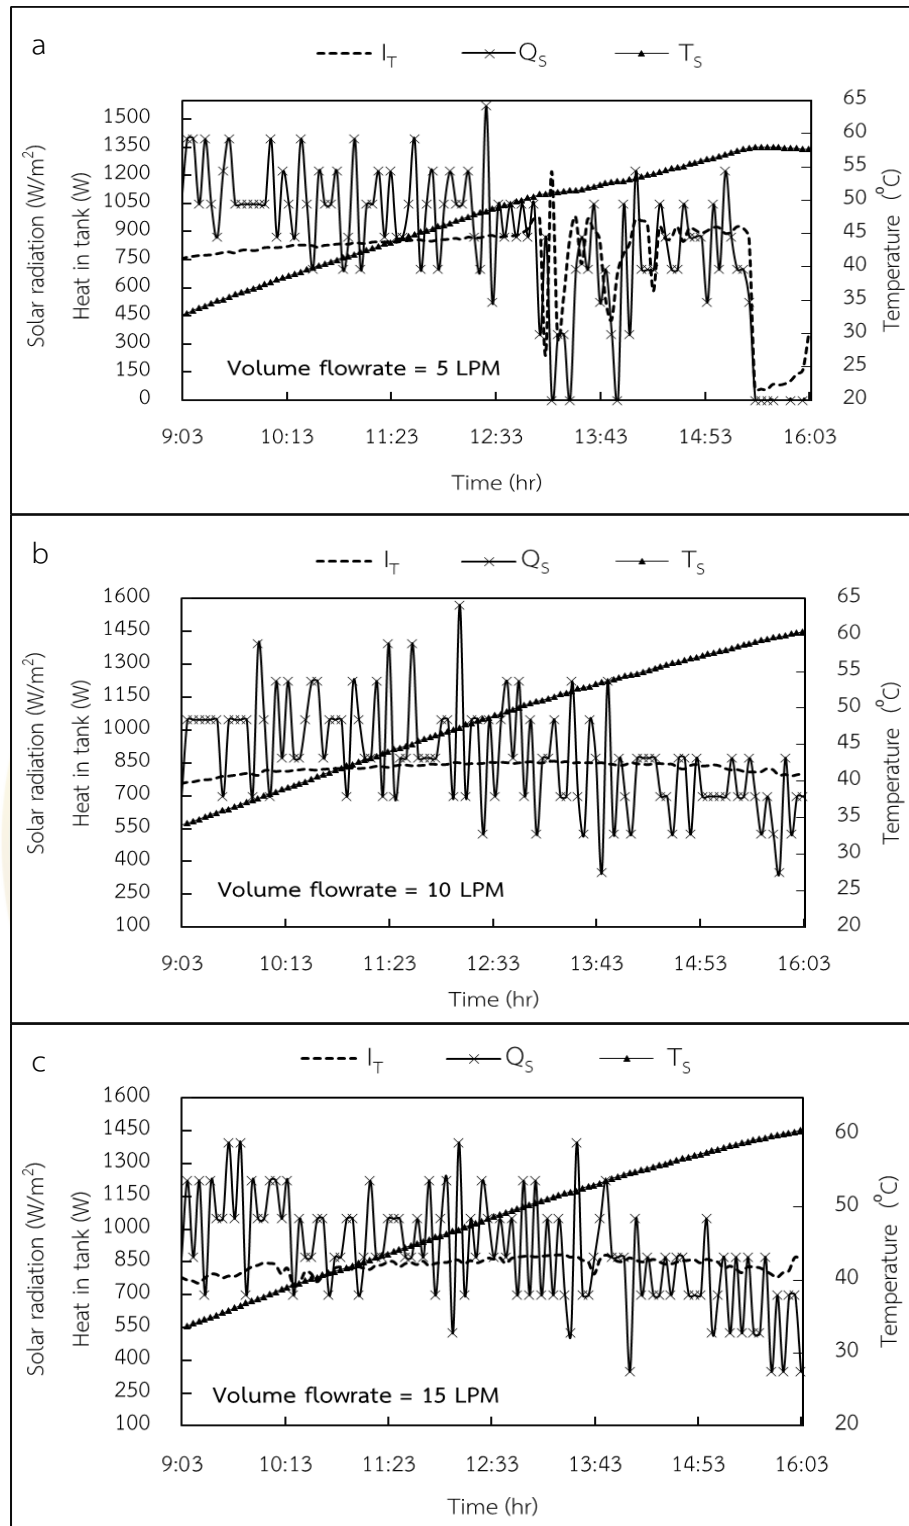 a
I_T Q_S T_S
Solar radiation (W/m²)
Heat in tank (W)
1500
1350
1200
1050
900
750
600
450
300
150
0
65
60
55
50
45
40
35
30
25
20
Temperature (⁰C)
Volume flowrate = 5 LPM
9:03 10:13 11:23 12:33 13:43 14:53 16:03
Time (hr)
b
I_T Q_S T_S
Solar radiation (W/m²)
Heat in tank (W)
1600
1450
1300
1150
1000
850
700
550
400
250
100
65
60
55
50
45
40
35
30
25
20
Temperature (⁰C)
Volume flowrate = 10 LPM
9:03 10:13 11:23 12:33 13:43 14:53 16:03
Time (hr)
c
I_T Q_S T_S
Solar radiation (W/m²)
Heat in tank (W)
1600
1450
1300
1150
1000
850
700
550
400
250
100
60
50
40
30
20
Temperature (⁰C)
Volume flowrate = 15 LPM
9:03 10:13 11:23 12:33 13:43 14:53 16:03
Time (hr)